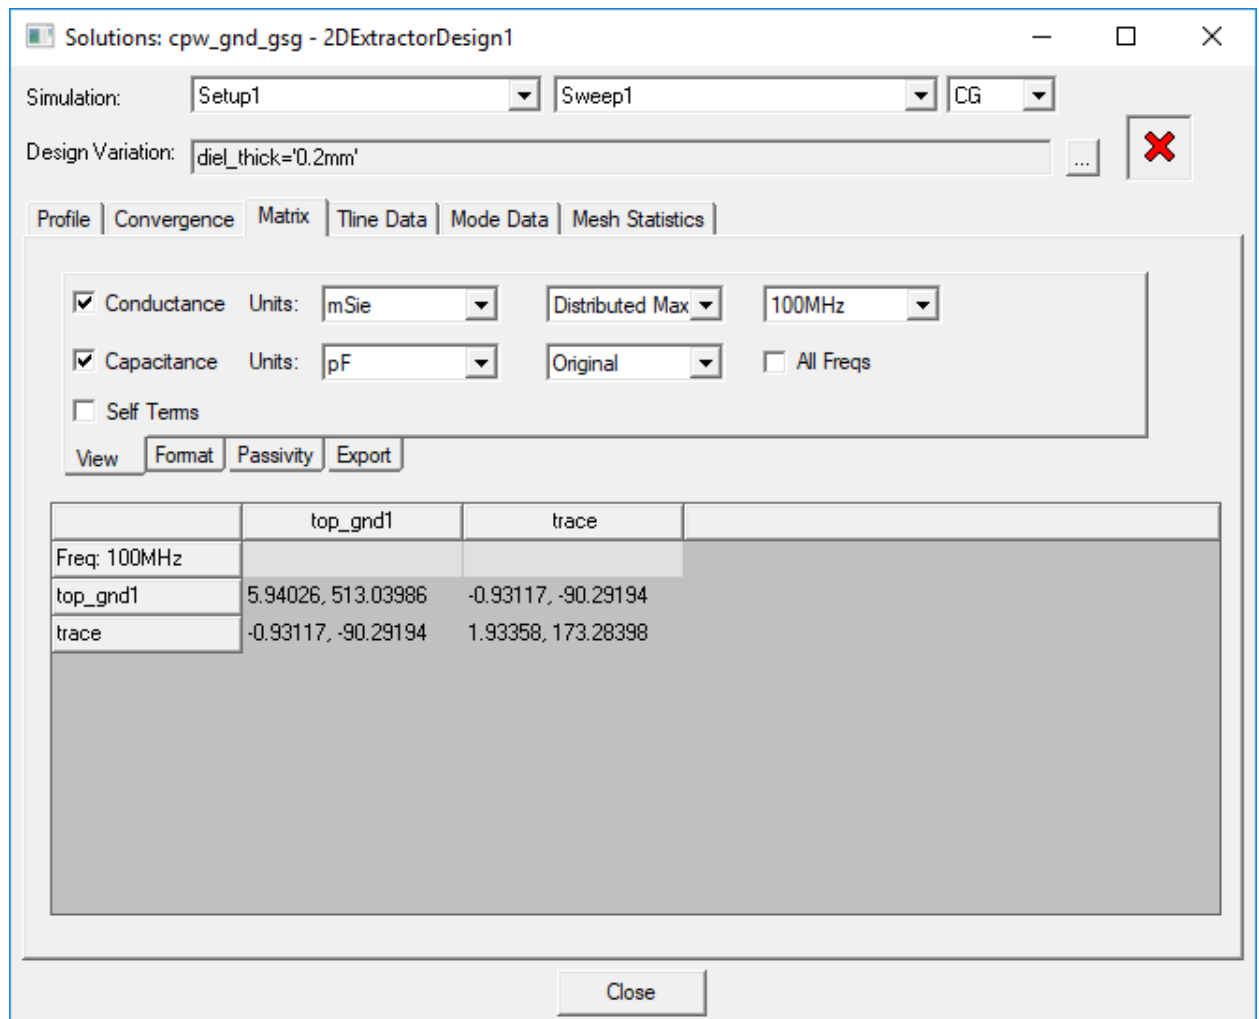 Solutions: cpw_gnd_gsg - 2DExtractorDesign1
Simulation: Setup1 Sweep1 CG
Design Variation: diel_thick='0.2mm' ...
Profile Convergence Matrix Tline Data Mode Data Mesh Statistics
Conductance Units: mSie Distributed Max 100MHz
Capacitance Units: pF Original All Freqs
Self Terms
View Format Passivity Export
top_gnd1 trace
Freq: 100MHz
top_gnd1 5.94026, 513.03986 -0.93117, -90.29194
trace -0.93117, -90.29194 1.93358, 173.28398
Close